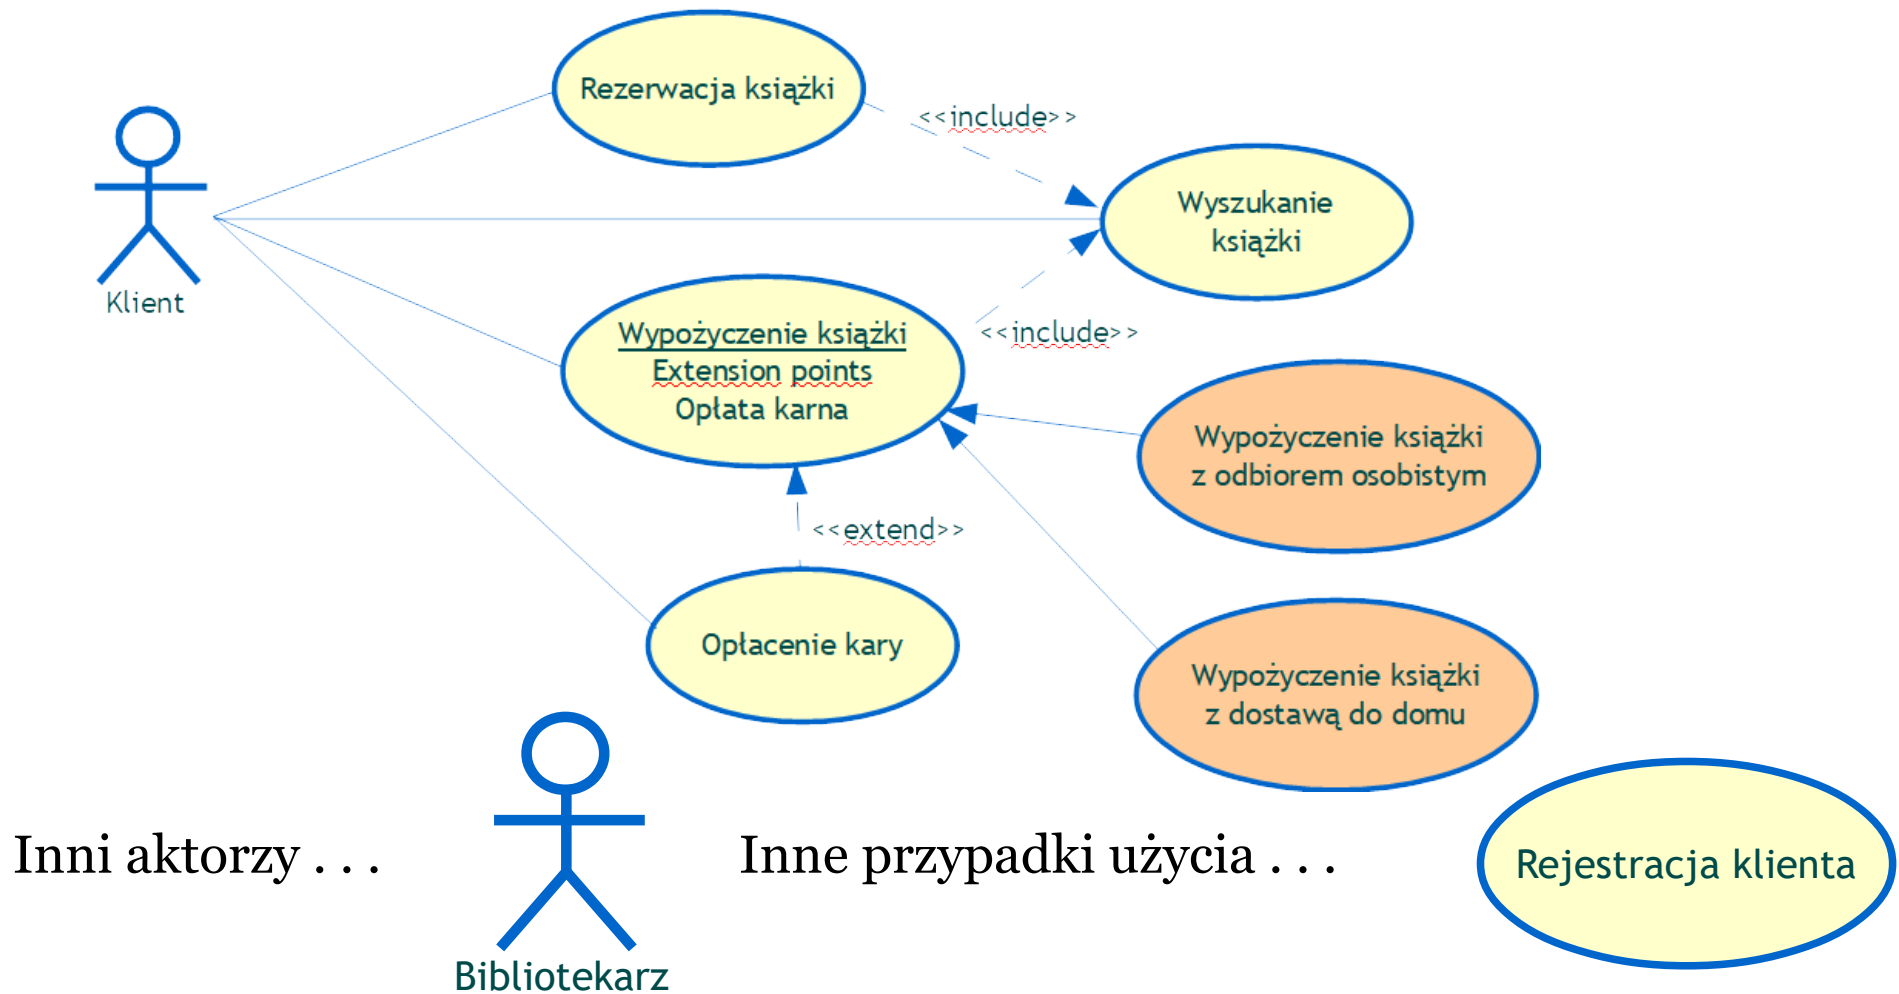 Rezerwacja książki
<<include>>
Wyszukanie
książki
Klient
Wypożyczenie książki
Extension points
Opłata karna
<<include>>
Wypożyczenie książki
z odbiorem osobistym
<<extend>>
Opłacenie kary
Wypożyczenie książki
z dostawą do domu
Inni aktorzy . . .
Inne przypadki użycia . . .
Rejestracja klienta
Bibliotekarz